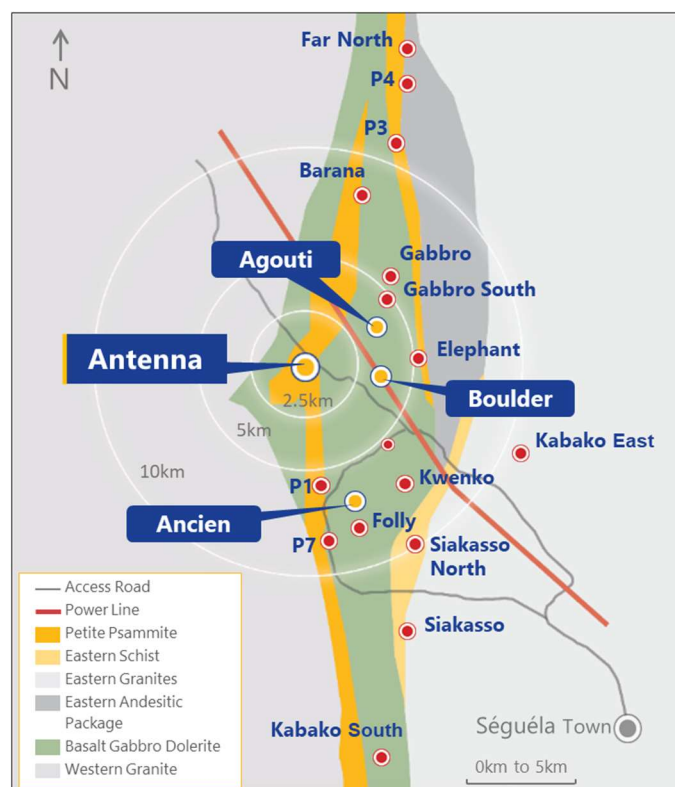 Far North
N
P4
P3
Barana
Agouti
Gabbro
Gabbro South
Antenna
Elephant
2.5km
Boulder
5km
Kabako East
10km
P1
Kwenko
Ancien
Folly
P7
Siakasso
North
Access Road
Power Line
Petite Psammite
Eastern Schist
Eastern Granites
Eastern Andesitic
Package
Basalt Gabbro Dolerite
Western Granite
Siakasso
Kabako South
Séguéla Town
0km to 5km